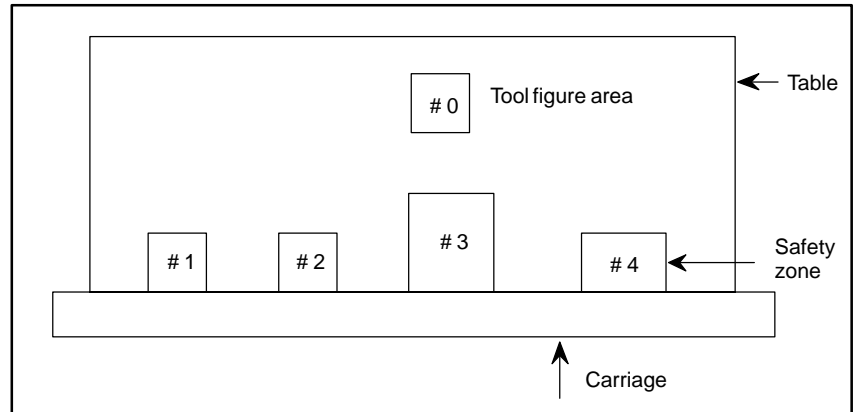 Table
# 0 Tool figure area
# 3
# 1 # 2 # 4
Safety
zone
Carriage